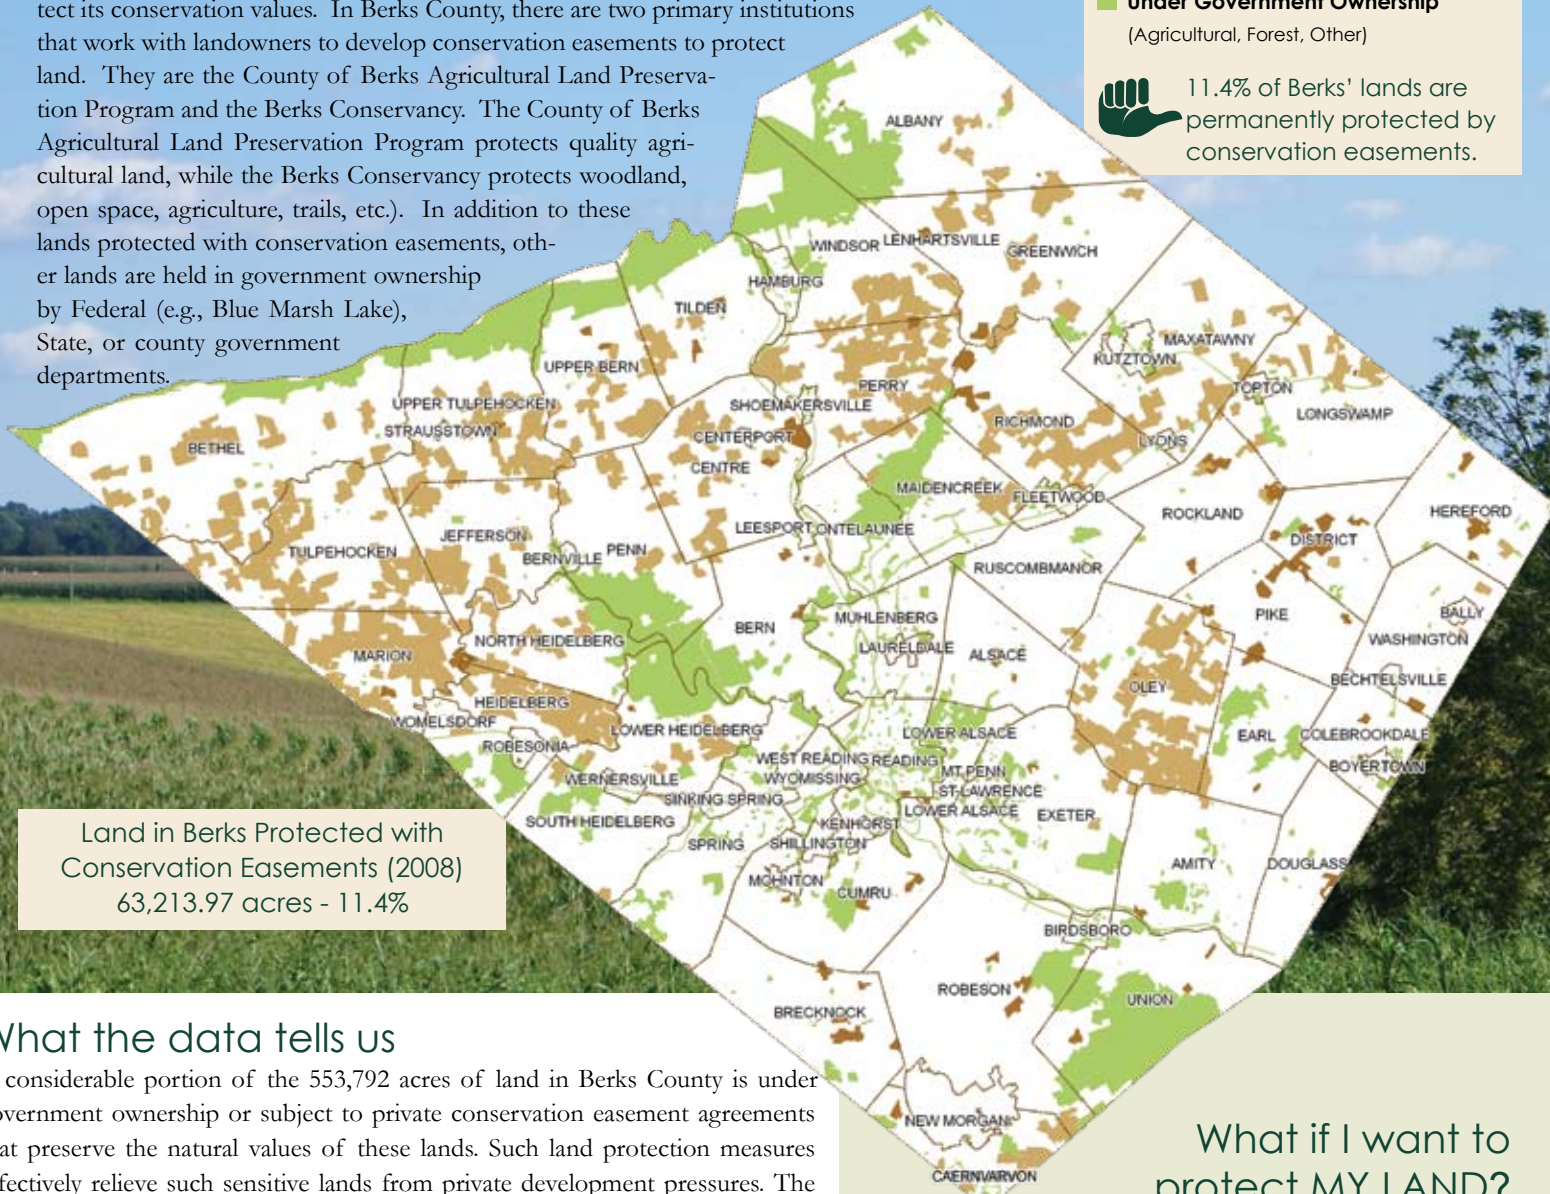 tect its conservation values. In Berks County, there are two primary institutions
that work with landowners to develop conservation easements to protect
land. They are the County of Berks Agricultural Land Preserva-
tion Program and the Berks Conservancy. The County of Berks
Agricultural Land Preservation Program protects quality agri-
cultural land, while the Berks Conservancy protects woodland,
open space, agriculture, trails, etc.). In addition to these
lands protected with conservation easements, oth-
er lands are held in government ownership
by Federal (e.g., Blue Marsh Lake),
State, or county government
departments.
Under Government Ownership
(Agricultural, Forest, Other)
11.4% of Berks' lands are
permanently protected by
conservation easements.
ALBANY
WINDSOR
LENHARTSVILLE
GREENWICH
HAMBURG
TILDEN
MAXATAWNY
KUTZTOWN
UPPER BERN
PERRY
TOPTON
UPPER TULPEHOCKEN
SHOEMAKERSVILLE
LONGSWAMP
STRAUSSTOWN
RICHMOND
BETHEL
CENTERPORT
LYONS
CENTRE
MAIDENCREEK
FLEETWOOD
ROCKLAND
HEREFORD
LEESPORT
ONTELAUNEE
JEFFERSON
DISTRICT
TULPEHOCKEN
BERNVILLE
PENN
RUSCOMBMANOR
PIKE
BALLY
MUHLENBERG
BERN
WASHINGTON
NORTH HEIDELBERG
LAURELDALE
ALSACE
MARION
BECHTELSVILLE
OLEY
HEIDELBERG
WOMELSDORF
LOWER HEIDELBERG
LOWER ALSACE
EARL
COLEBROOKDALE
ROBESONIA
WEST READING
READING
BOYERTOWN
WERNERSVILLE
WYOMISSING
MT PENN
ST LAWRENCE
SINKING SPRING
LOWER ALSACE
EXETER
SOUTH HEIDELBERG
KENHORST
SPRING
SHILLINGTON
AMITY
DOUGLASS
MOHNTON
CUMRU
BIRDSBORO
ROBESON
UNION
BRECKNOCK
NEW MORGAN
CAERNVARVON
Land in Berks Protected with
Conservation Easements (2008)
63,213.97 acres - 11.4%
What the data tells us
considerable portion of the 553,792 acres of land in Berks County is under
overnment ownership or subject to private conservation easement agreements
at preserve the natural values of these lands. Such land protection measures
fectively relieve such sensitive lands from private development pressures. The
What if I want to
protect MY LAND?